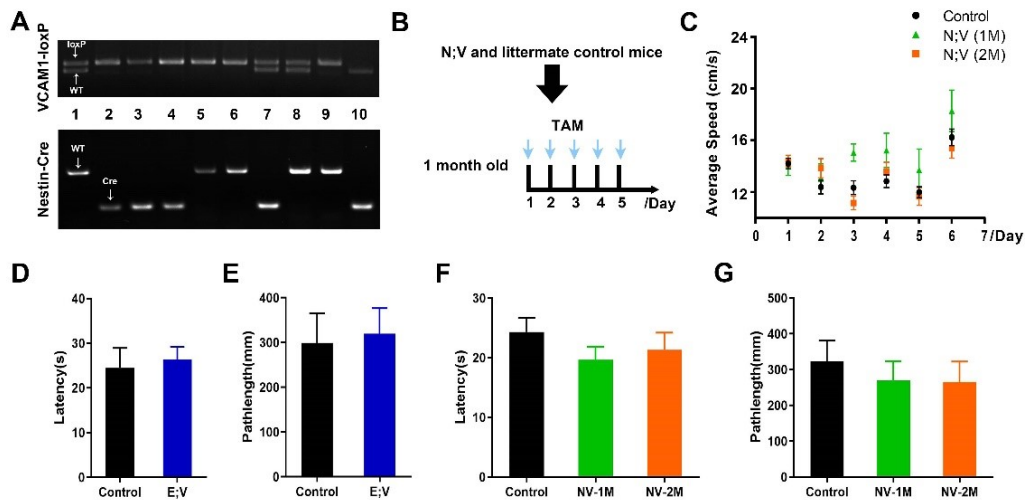 A
VCAM1-loxP
loxP
WT
1 2 3 4 5 6 7 8 9 10
Nestin-Cre
WT
Cre
B
N;V and littermate control mice
TAM
1 month old
1 2 3 4 5 /Day
C
Control
N;V (1M)
N;V (2M)
Average Speed (cm/s)
24
20
16
12
0 1 2 3 4 5 6 7 /Day
D
Latency(s)
40
30
20
10
0
Control E;V
E
Pathlength(mm)
400
300
200
100
0
Control E;V
F
Latency(s)
30
20
10
0
Control NV-1M NV-2M
G
Pathlength(mm)
500
400
300
200
100
0
Control NV-1M NV-2M